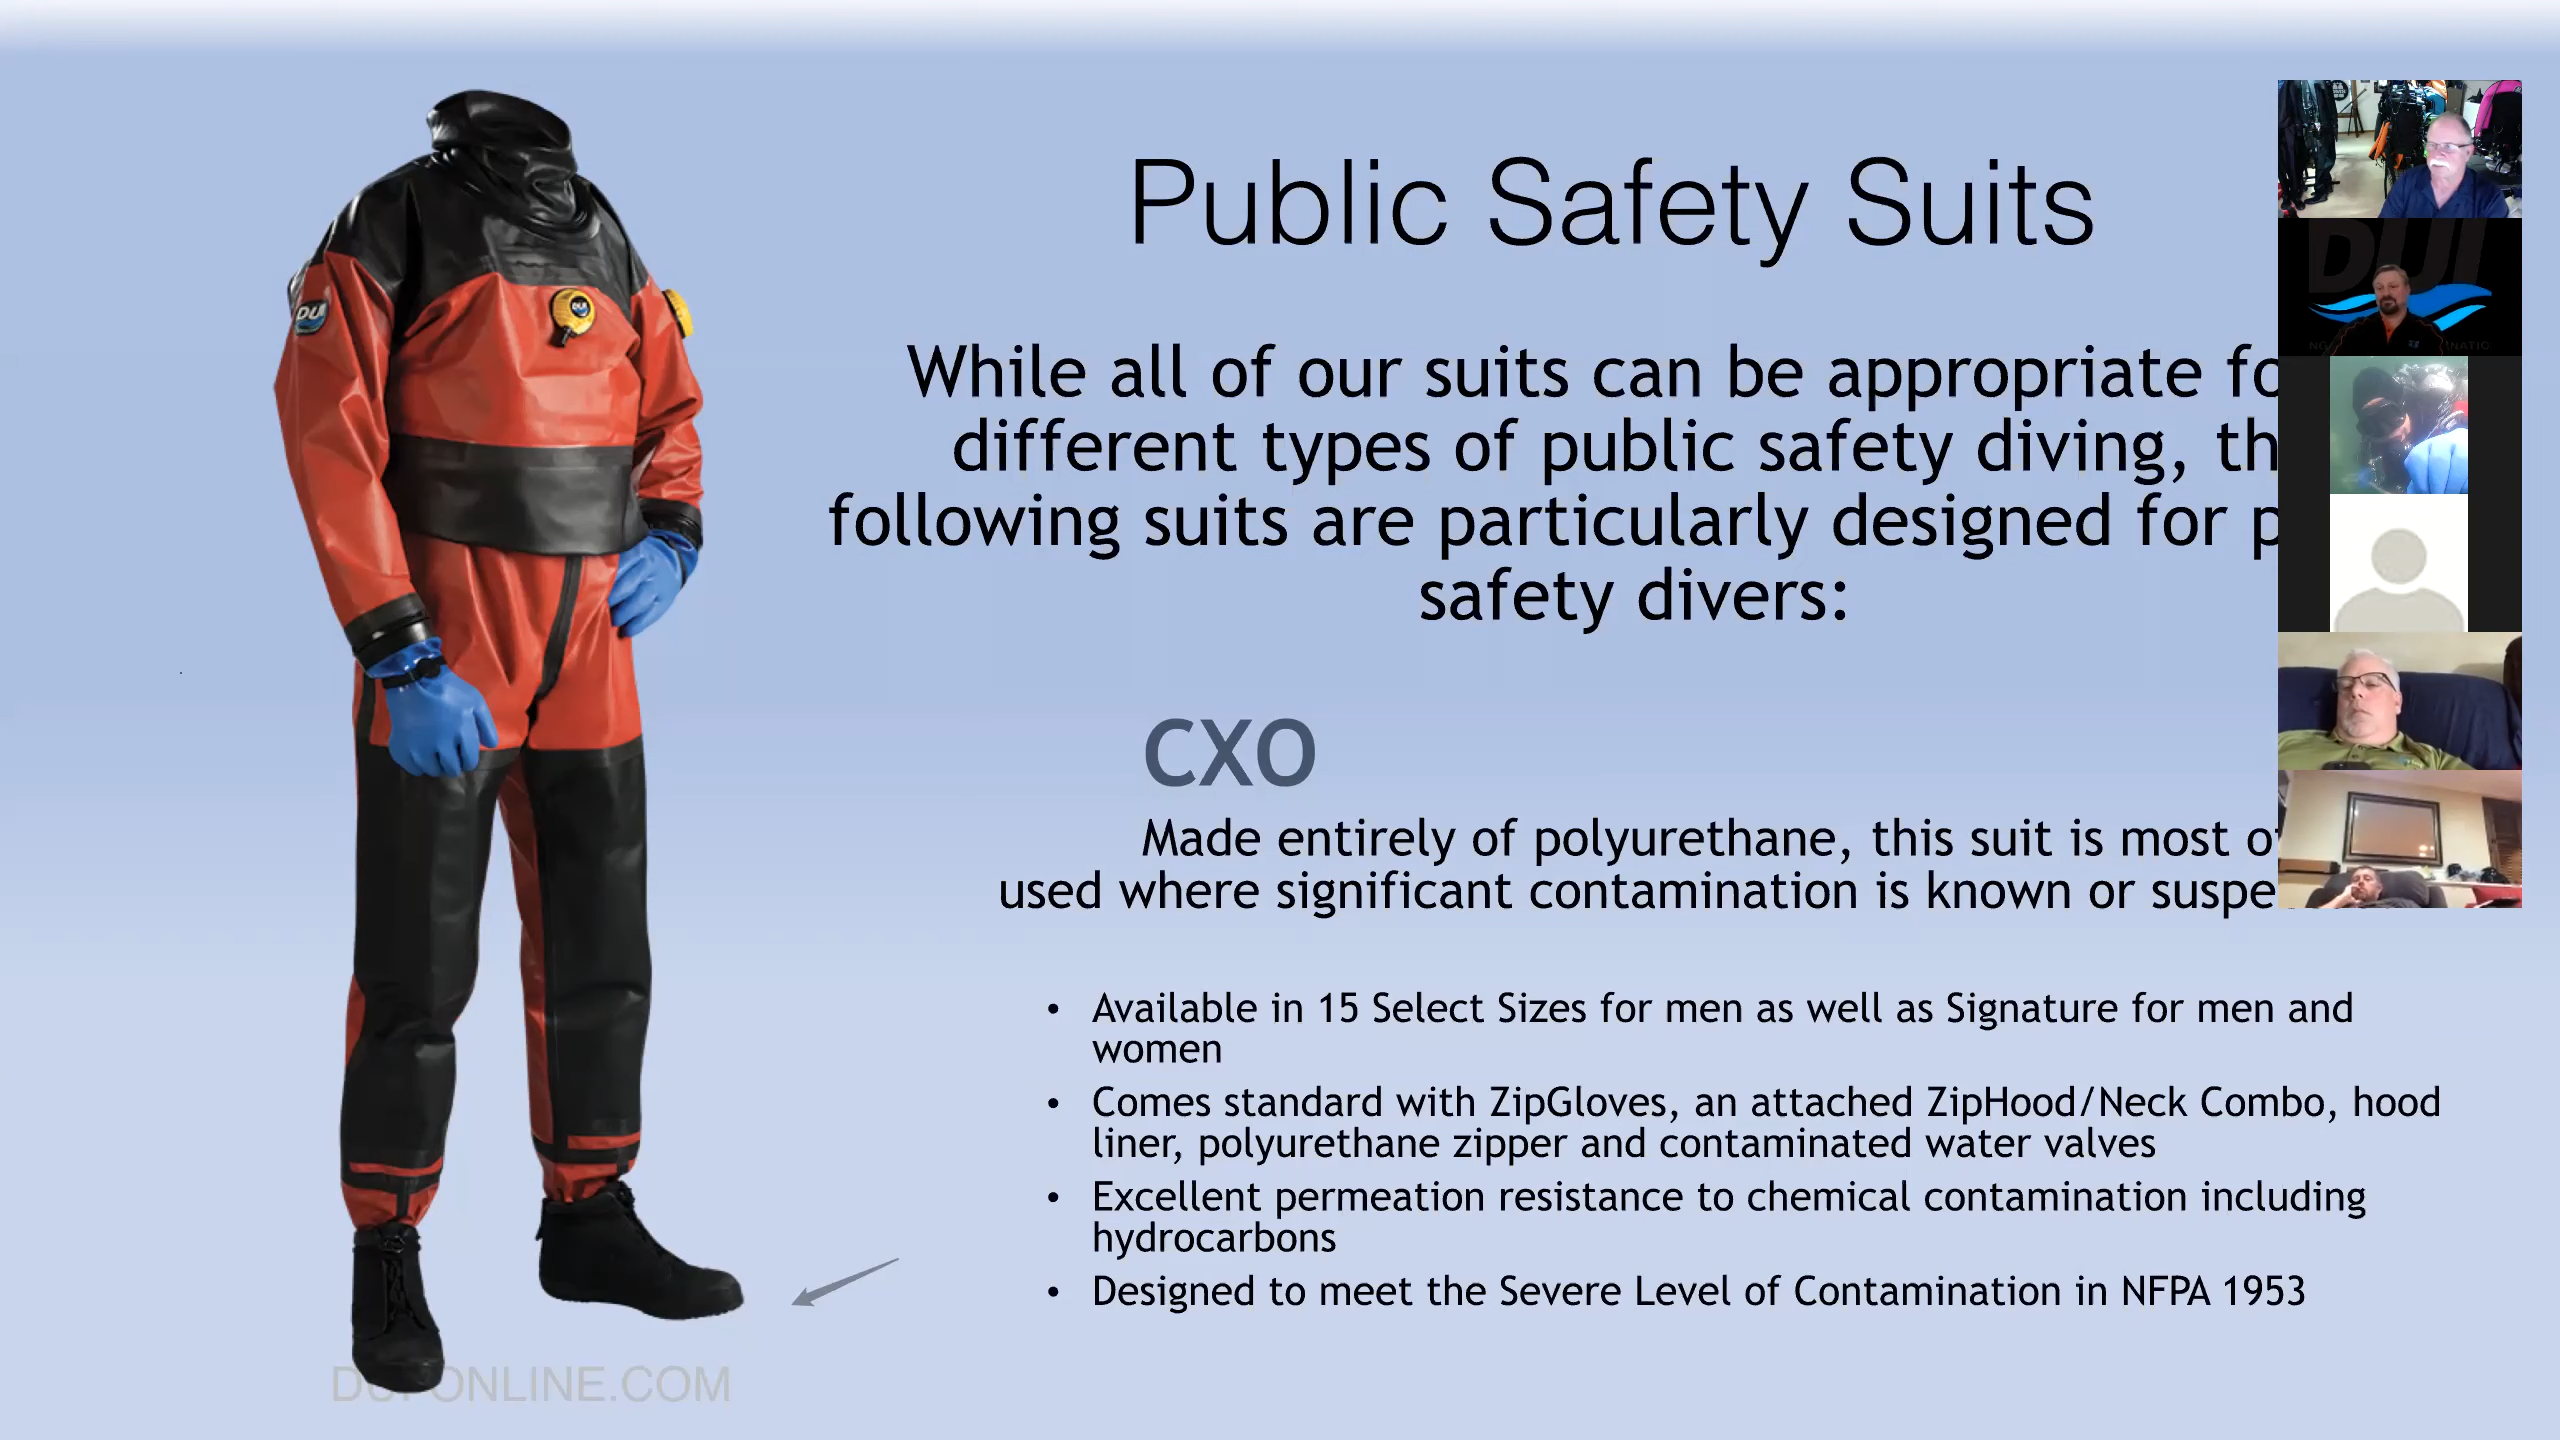 Public Safety Suits
While all of our suits can be appropriate
different types of public safety diving,
following suits are particularly designed for
safety divers:
CXO
Made entirely of polyurethane, this suit is most
used where significant contamination is known or
• Available in 15 Select Sizes for men as well as Signature for men and
women
• Comes standard with ZipGloves, an attached ZipHood/Neck Combo, hood
liner, polyurethane zipper and contaminated water valves
• Excellent permeation resistance to chemical contamination including
hydrocarbons
• Designed to meet the Severe Level of Contamination in NFPA 1953
DUI
DUI
DUI